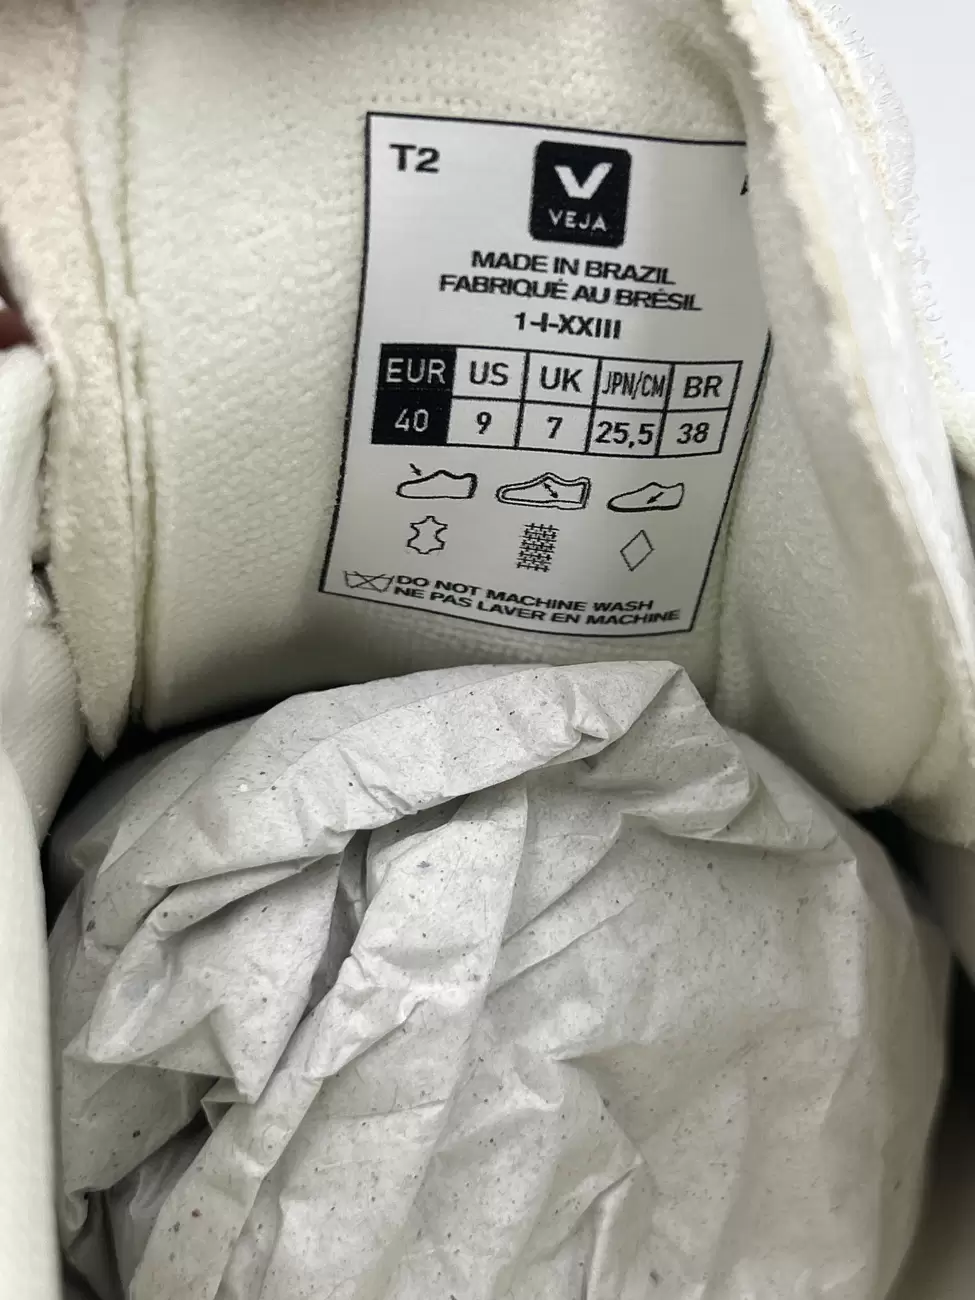 T2
VEJA
MADE IN BRAZIL
FABRIQUÉ AU BRÉSIL
1-I-XXIII
EUR US UK JPN/CM BR
40 9 7 25,5 38
DO NOT MACHINE WASH
NE PAS LAVER EN MACHINE